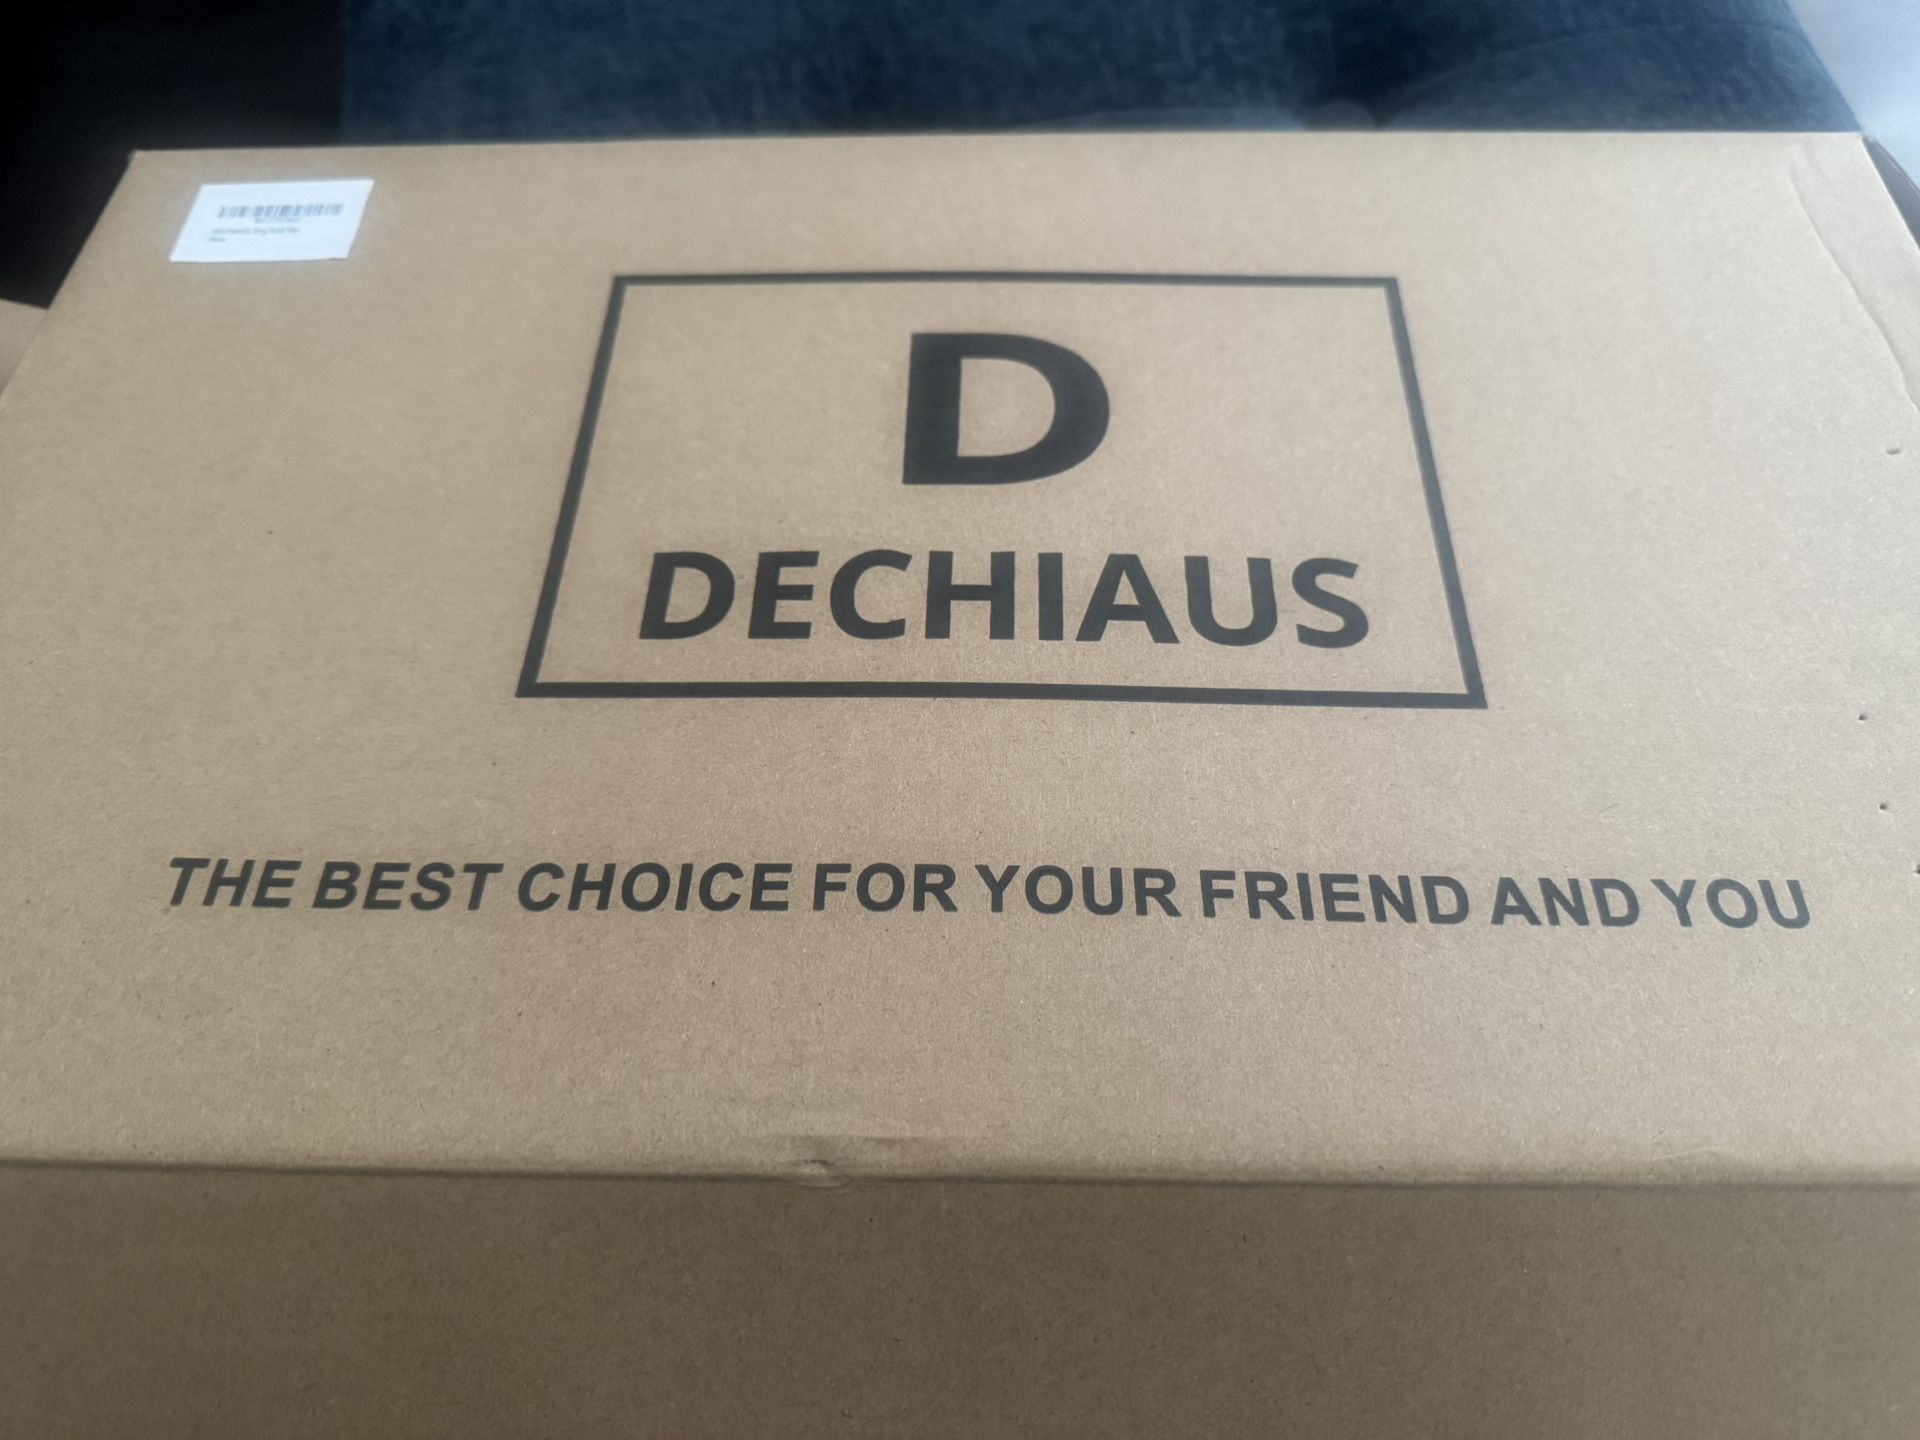 D
DECHIAUS
THE BEST CHOICE FOR YOUR FRIEND AND YOU